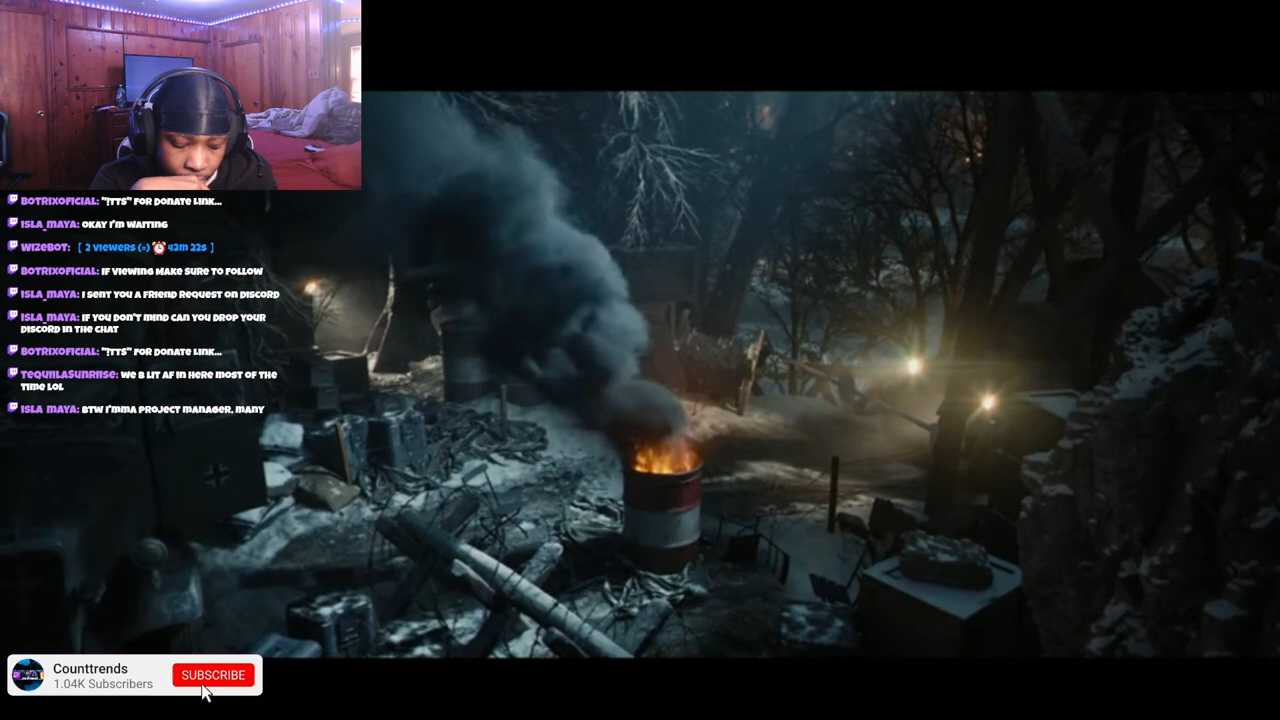 BOTRIXOFICIAL: "!TTS" FOR DONATE LINK...
ISLA_MAYA: OKAY I'M WAITING
WIZEBOT: [ 2 VIEWERS (=) ⏰ 42M 22S ]
BOTRIXOFICIAL: IF VIEWING MAKE SURE TO FOLLOW
ISLA_MAYA: I SENT YOU A FRIEND REQUEST ON DISCORD
ISLA_MAYA: IF YOU DON'T MIND CAN YOU DROP YOUR
DISCORD IN THE CHAT
BOTRIXOFICIAL: "!TTS" FOR DONATE LINK...
TEQUIILASUNRIISE: WE B LIT AF IN HERE MOST OF THE
TIME LOL
ISLA_MAYA: BTW I'MMA PROJECT MANAGER. MANY
Counttrends
1.04K Subscribers
SUBSCRIBE